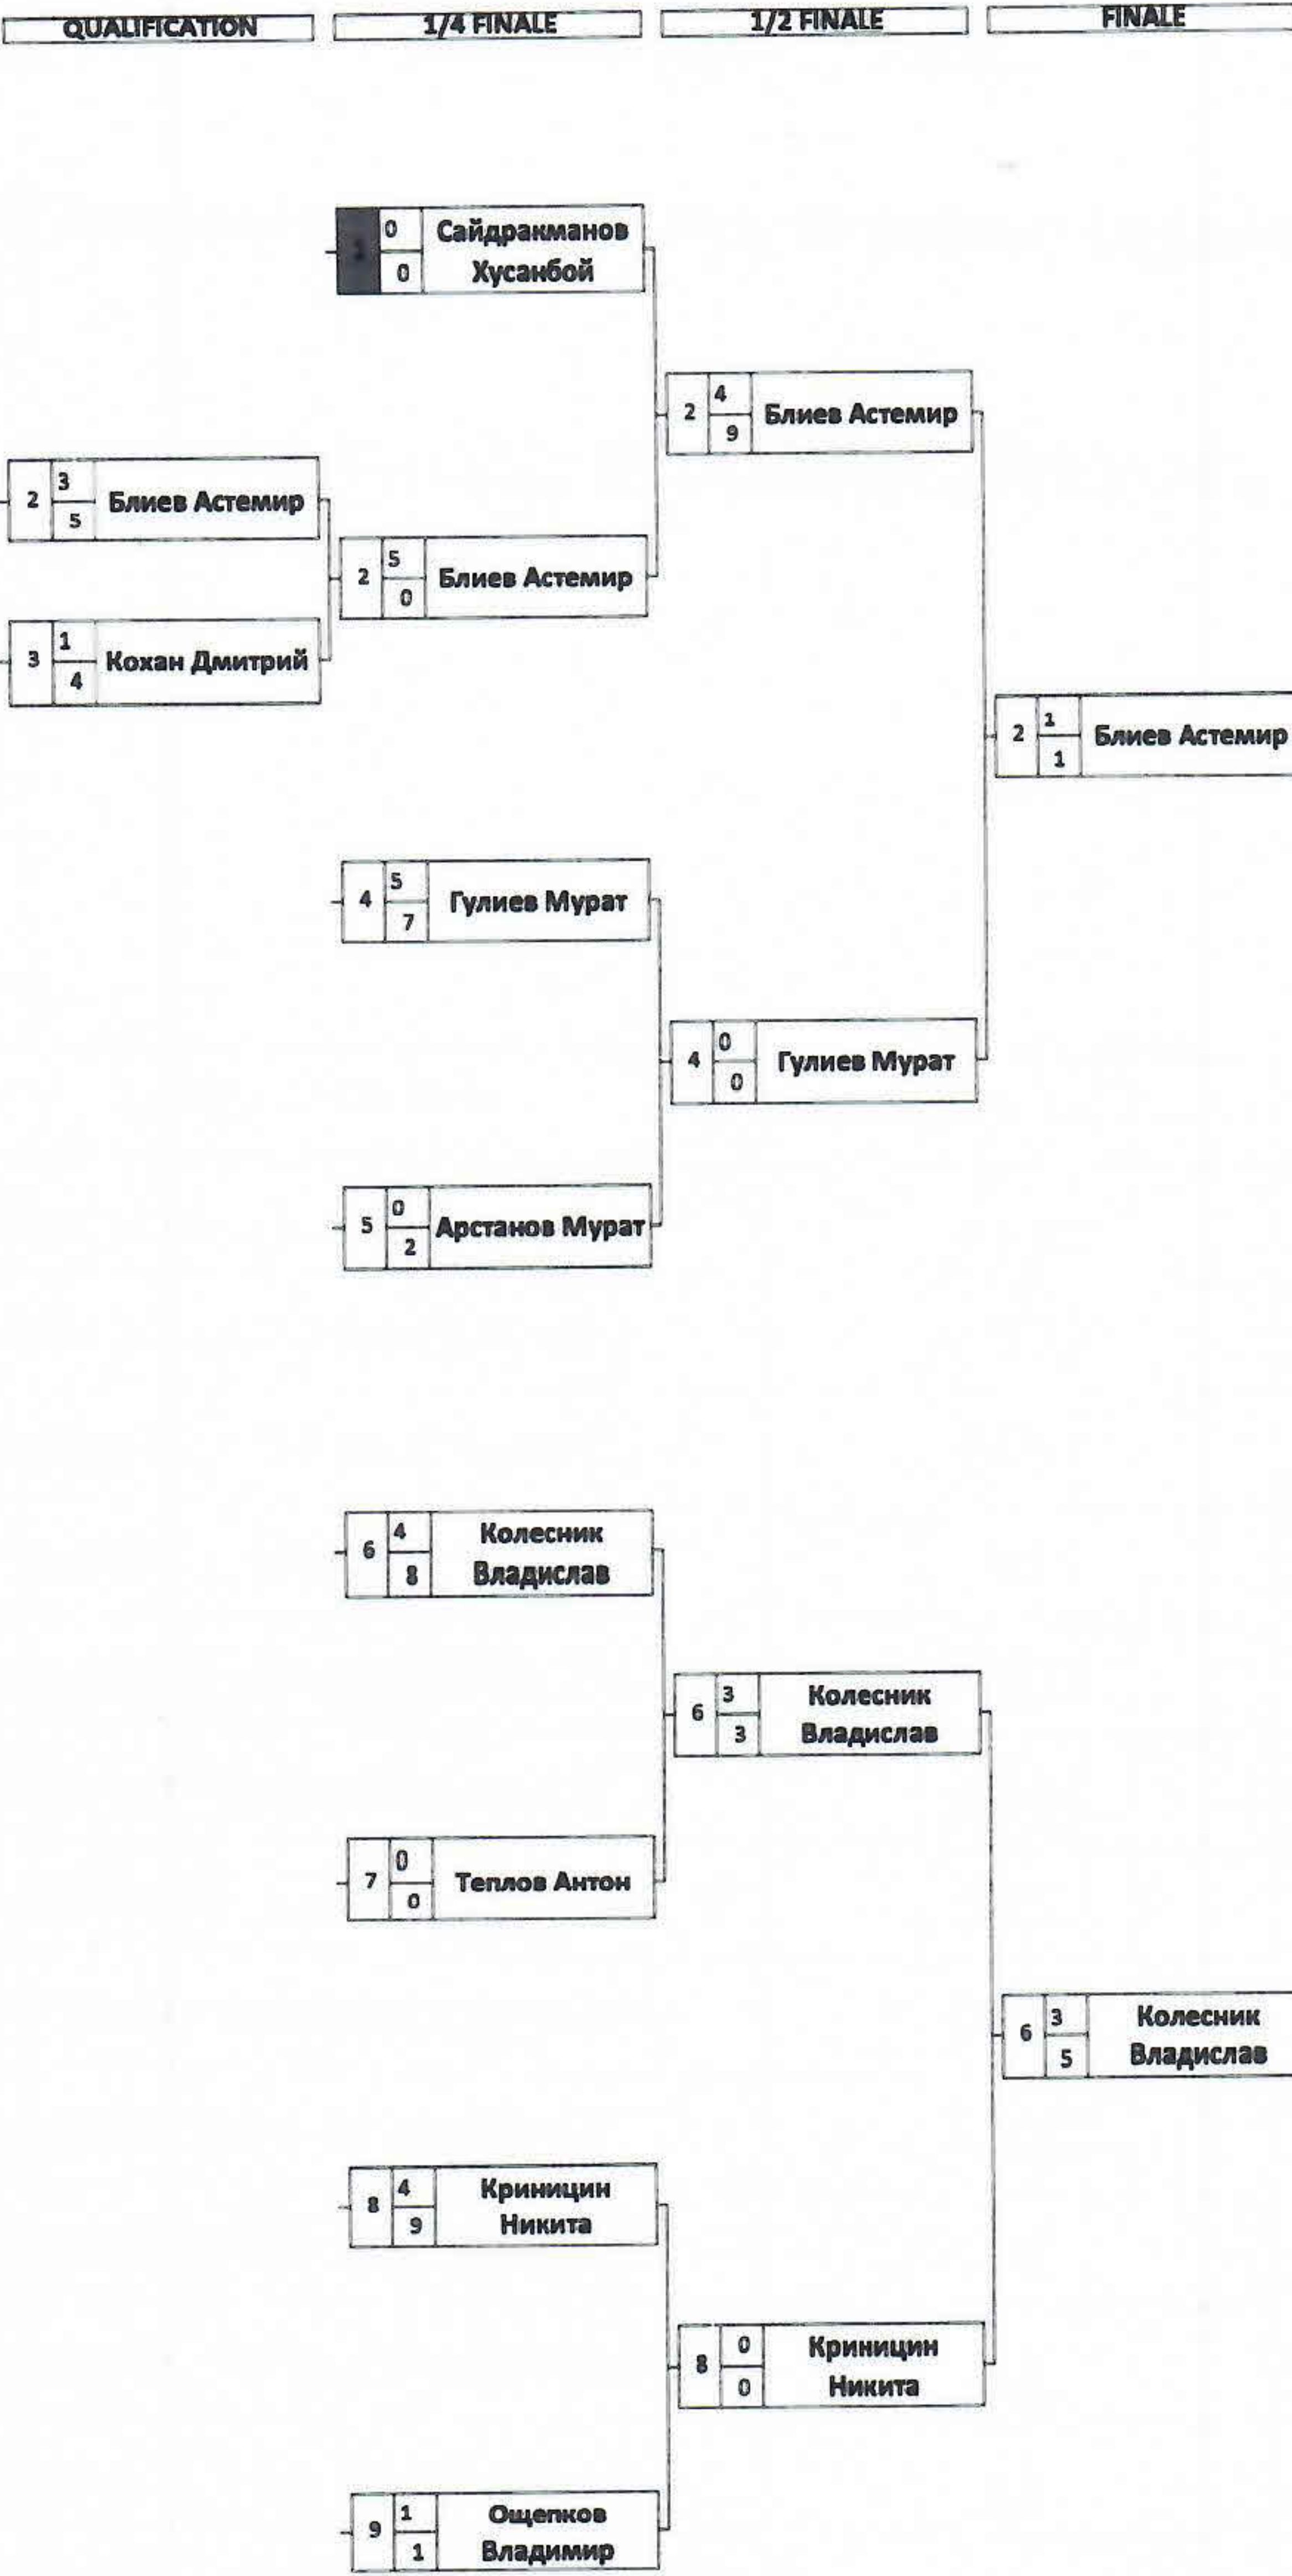 QUALIFICATION
1/4 FINALE
1/2 FINALE
FINALE
1
0
0
Сайдракманов
Хусанбой
2
4
9
Блиев Астемир
2
3
5
Блиев Астемир
2
5
0
Блиев Астемир
3
1
4
Кохан Дмитрий
2
1
1
Блиев Астемир
4
5
7
Гулиев Мурат
4
0
0
Гулиев Мурат
5
0
2
Арстанов Мурат
6
4
8
Колесник
Владислав
6
3
3
Колесник
Владислав
7
0
0
Теплов Антон
6
3
5
Колесник
Владислав
8
4
9
Криницин
Никита
8
0
0
Криницин
Никита
9
1
1
Ощепков
Владимир